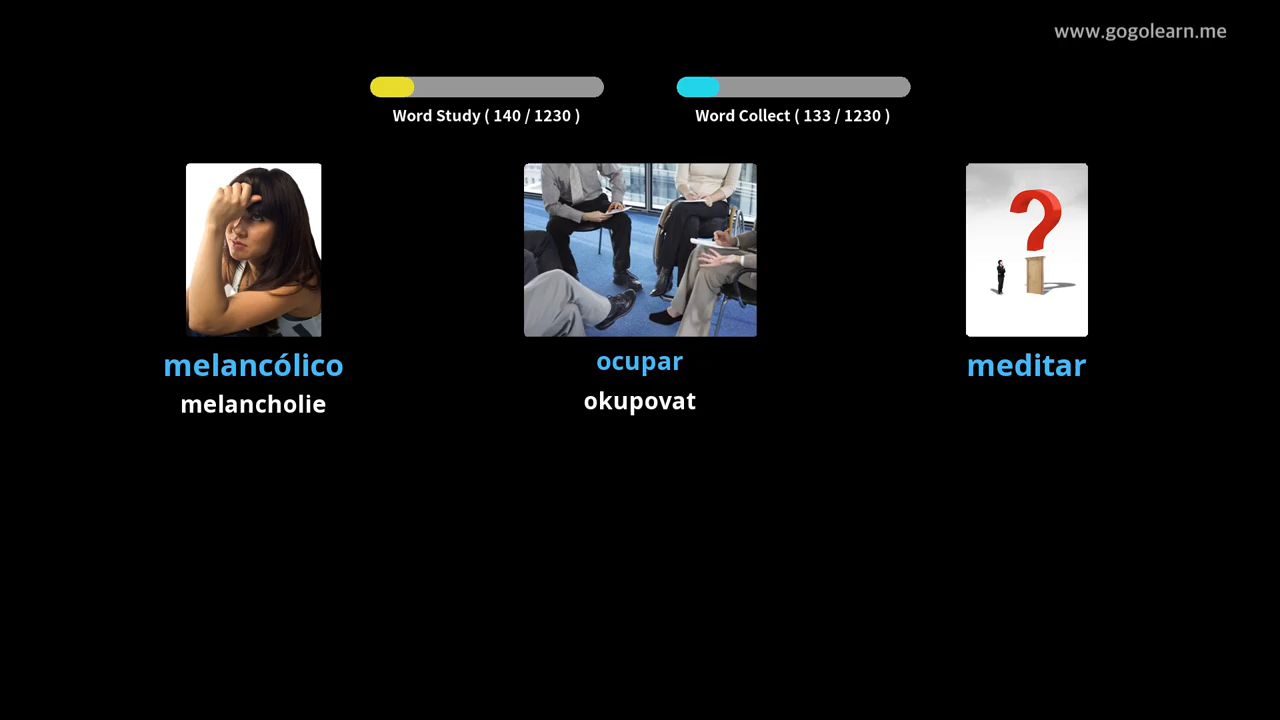 www.gogolearn.me
Word Study ( 140 / 1230 )
Word Collect ( 133 / 1230 )
melancólico
melancholie
ocupar
okupovat
meditar